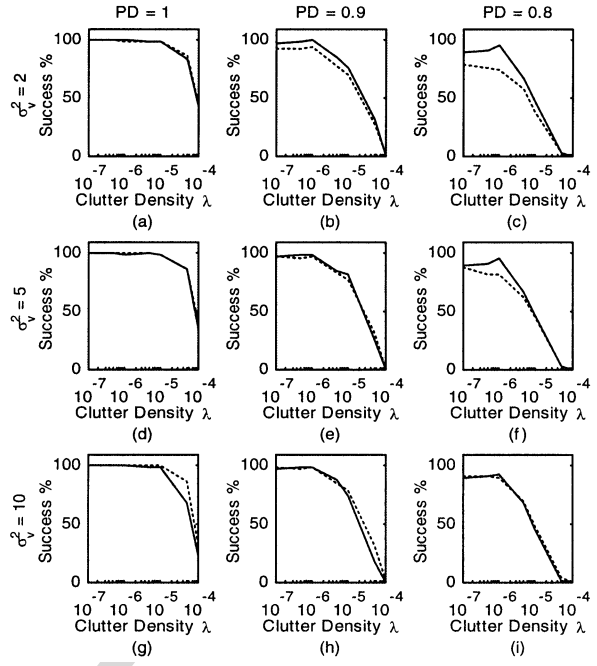 PD = 1 PD = 0.9 PD = 0.8
σ_v^2 = 2
Success %
100
50
0
10^-7 10^-6 10^-5 10^-4
Clutter Density λ
(a)
Success %
100
50
0
10^-7 10^-6 10^-5 10^-4
Clutter Density λ
(b)
Success %
100
50
0
10^-7 10^-6 10^-5 10^-4
Clutter Density λ
(c)
σ_v^2 = 5
Success %
100
50
0
10^-7 10^-6 10^-5 10^-4
Clutter Density λ
(d)
Success %
100
50
0
10^-7 10^-6 10^-5 10^-4
Clutter Density λ
(e)
Success %
100
50
0
10^-7 10^-6 10^-5 10^-4
Clutter Density λ
(f)
σ_v^2 = 10
Success %
100
50
0
10^-7 10^-6 10^-5 10^-4
Clutter Density λ
(g)
Success %
100
50
0
10^-7 10^-6 10^-5 10^-4
Clutter Density λ
(h)
Success %
100
50
0
10^-7 10^-6 10^-5 10^-4
Clutter Density λ
(i)